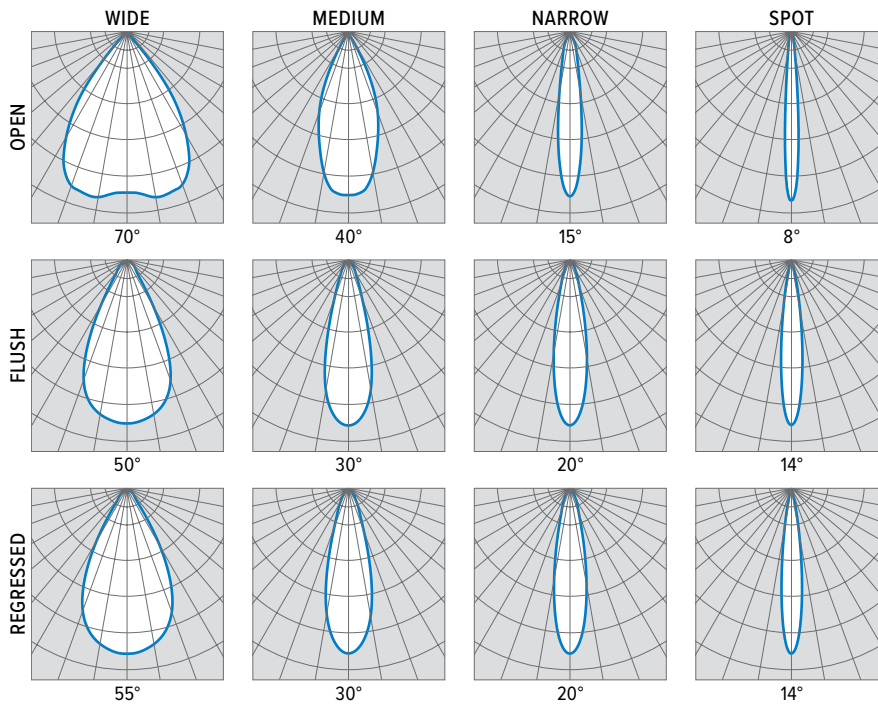 WIDE MEDIUM NARROW SPOT
OPEN
70° 40° 15° 8°
FLUSH
50° 30° 20° 14°
REGRESSED
55° 30° 20° 14°